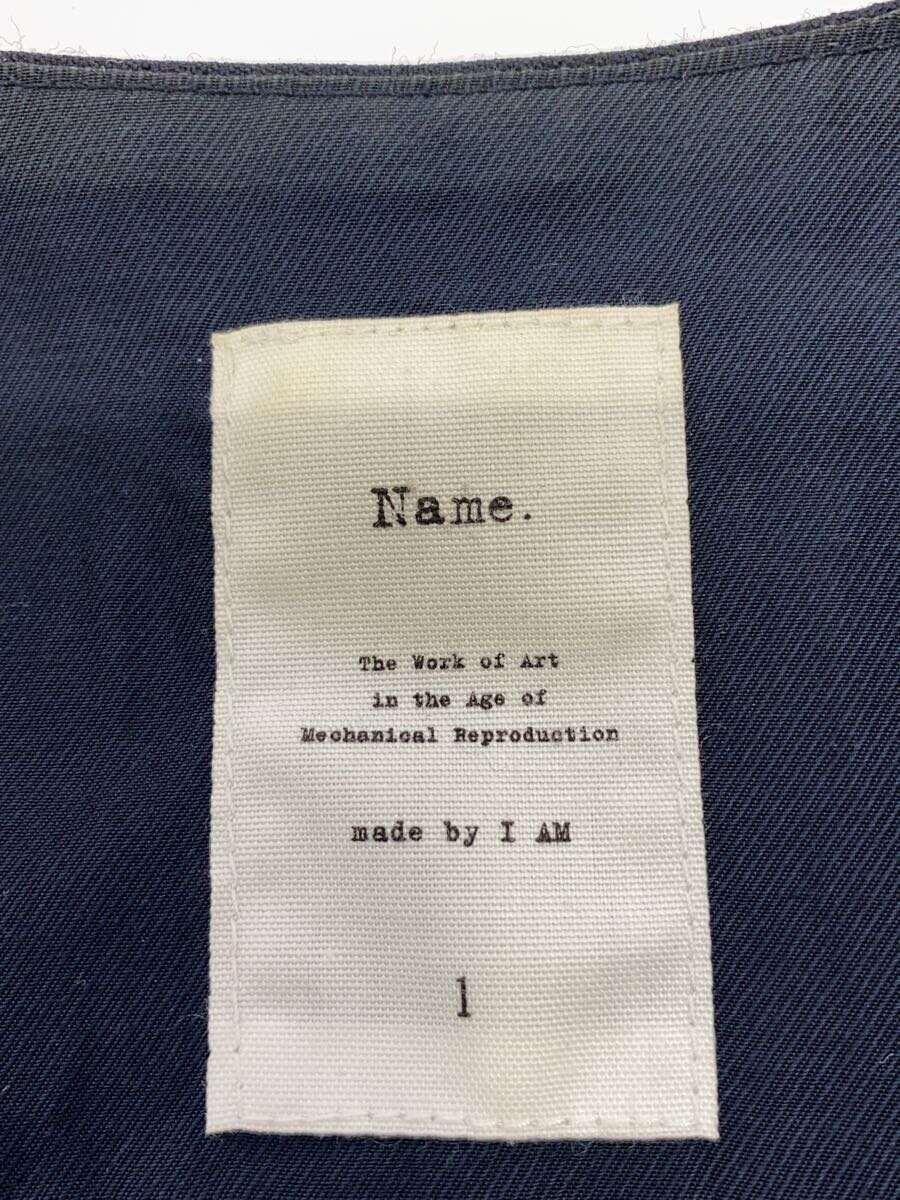 Name.
The Work of Art
in the Age of
Mechanical Reproduction
made by I AM
1